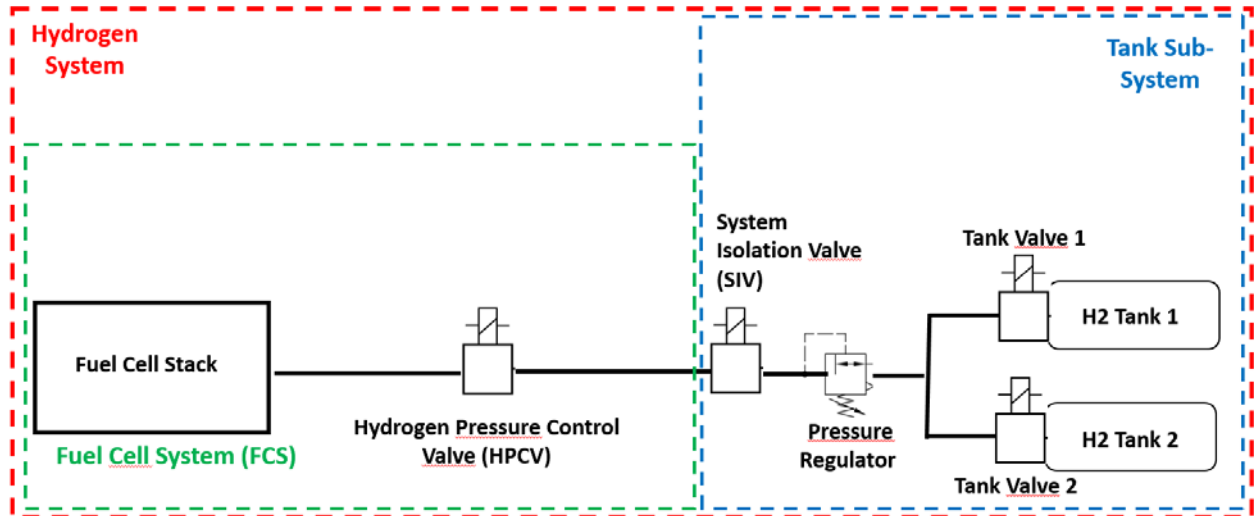 Hydrogen
System
Tank Sub-
System
System
Isolation Valve
(SIV)
Tank Valve 1
H2 Tank 1
Fuel Cell Stack
Hydrogen Pressure Control
Valve (HPCV)
Fuel Cell System (FCS)
Pressure
Regulator
H2 Tank 2
Tank Valve 2